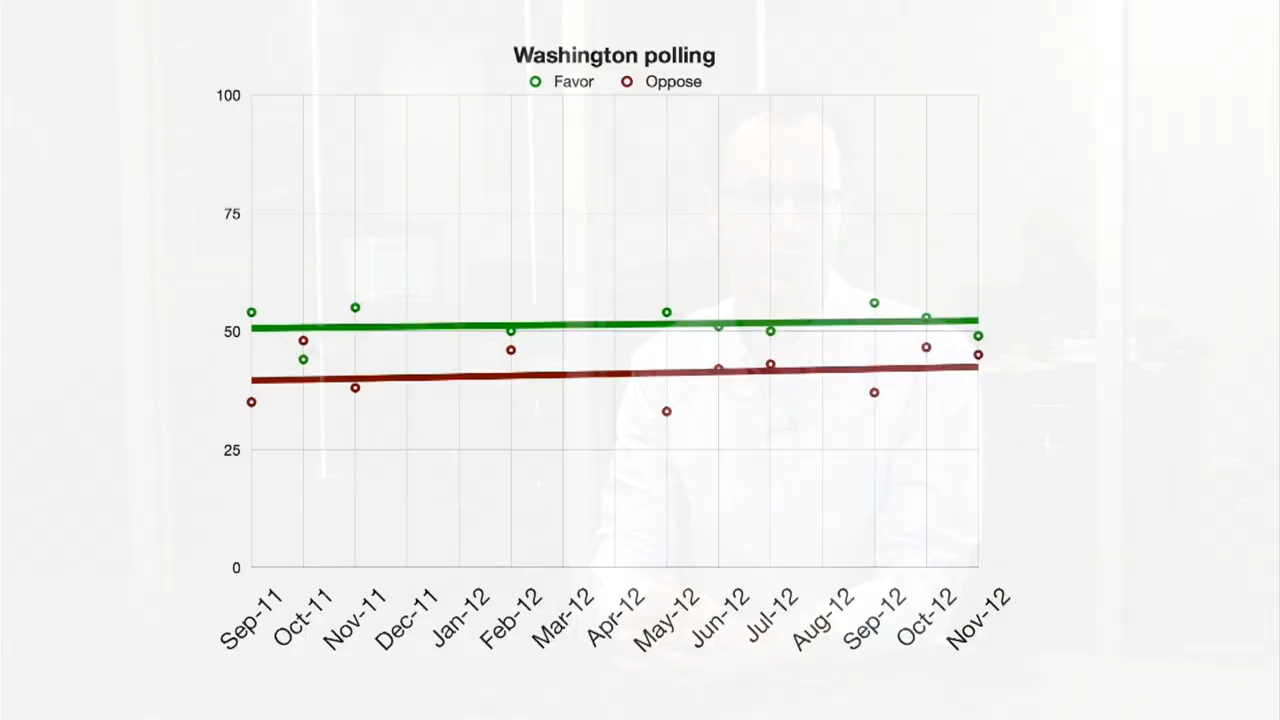 Washington polling
Favor Oppose
100
75
50
25
0
Sep-11 Oct-11 Nov-11 Dec-11 Jan-12 Feb-12 Mar-12 Apr-12 May-12 Jun-12 Jul-12 Aug-12 Sep-12 Oct-12 Nov-12